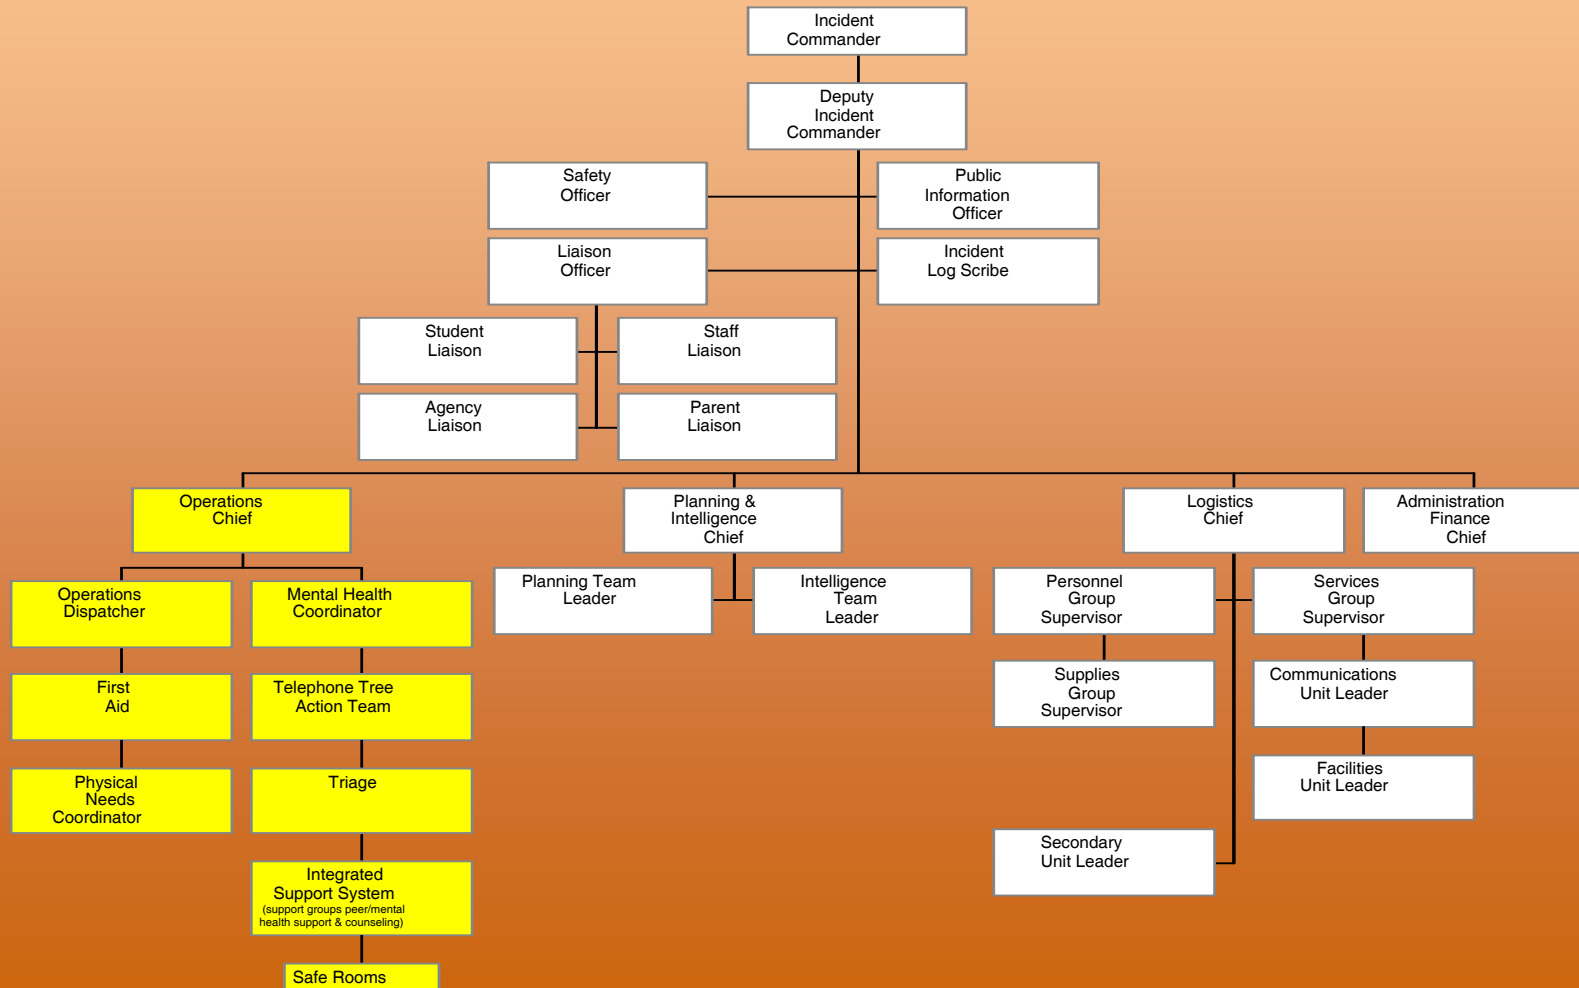 Incident
Commander
Deputy
Incident
Commander
Safety
Officer
Public
Information
Officer
Liaison
Officer
Incident
Log Scribe
Student
Liaison
Staff
Liaison
Agency
Liaison
Parent
Liaison
Operations
Chief
Planning &
Intelligence
Chief
Logistics
Chief
Administration
Finance
Chief
Operations
Dispatcher
Mental Health
Coordinator
Planning Team
Leader
Intelligence
Team
Leader
Personnel
Group
Supervisor
Services
Group
Supervisor
First
Aid
Telephone Tree
Action Team
Supplies
Group
Supervisor
Communications
Unit Leader
Physical
Needs
Coordinator
Triage
Facilities
Unit Leader
Secondary
Unit Leader
Integrated
Support System
(support groups peer/mental
health support & counseling)
Safe Rooms